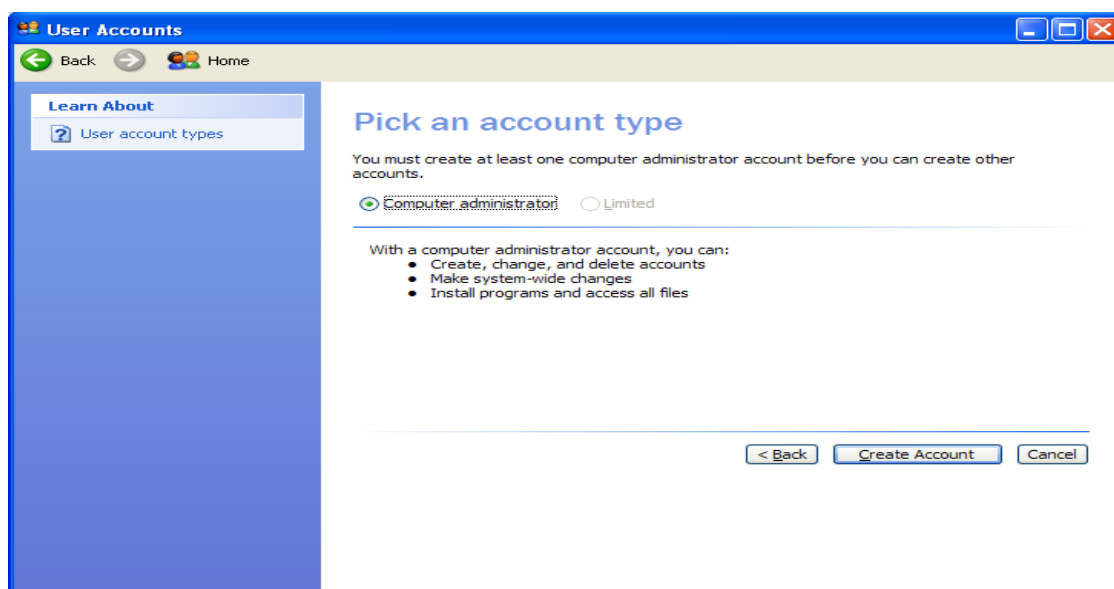 User Accounts
Back Home
Learn About
? User account types
Pick an account type
You must create at least one computer administrator account before you can create other
accounts.
Computer administrator Limited
With a computer administrator account, you can:
• Create, change, and delete accounts
• Make system-wide changes
• Install programs and access all files
< Back Create Account Cancel